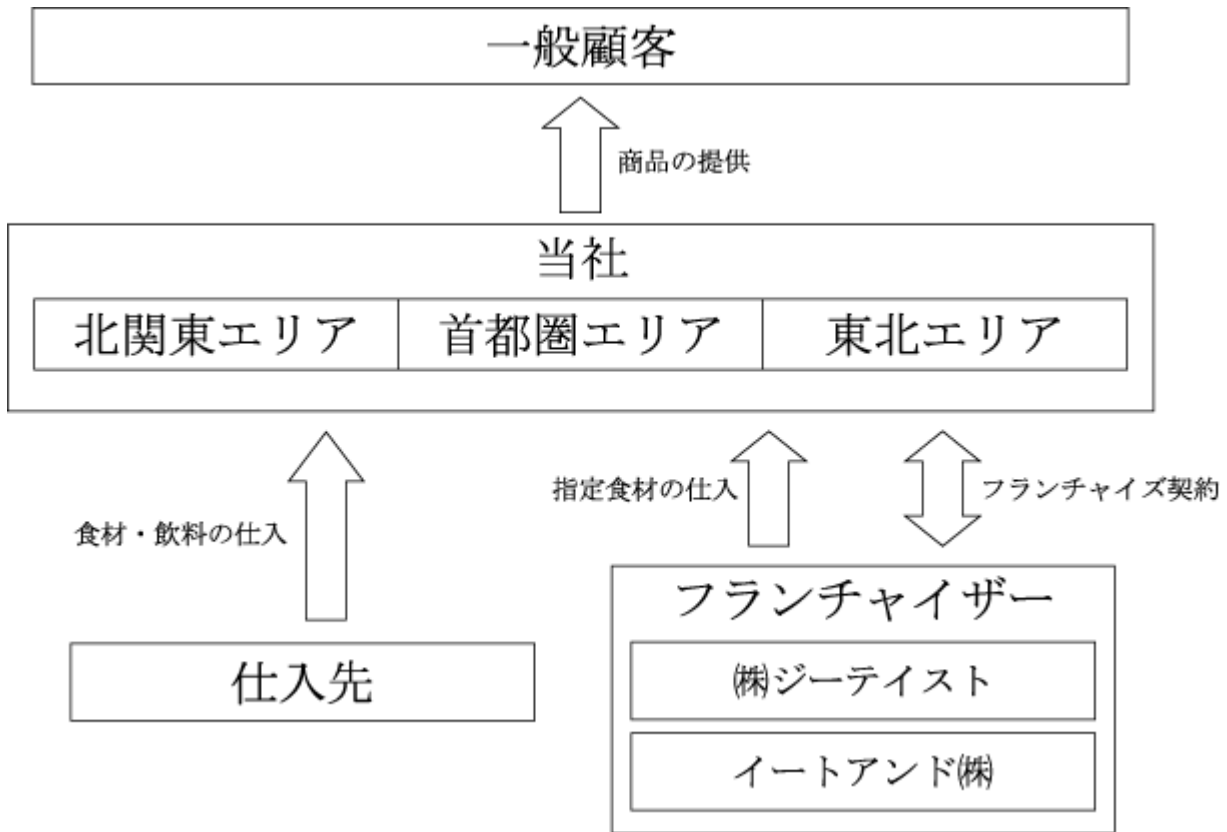 一般顧客
商品の提供
当社
北関東エリア
首都圏エリア
東北エリア
食材・飲料の仕入
指定食材の仕入
フランチャイズ契約
仕入先
フランチャイザー
㈱ジーテイスト
イートアンド㈱